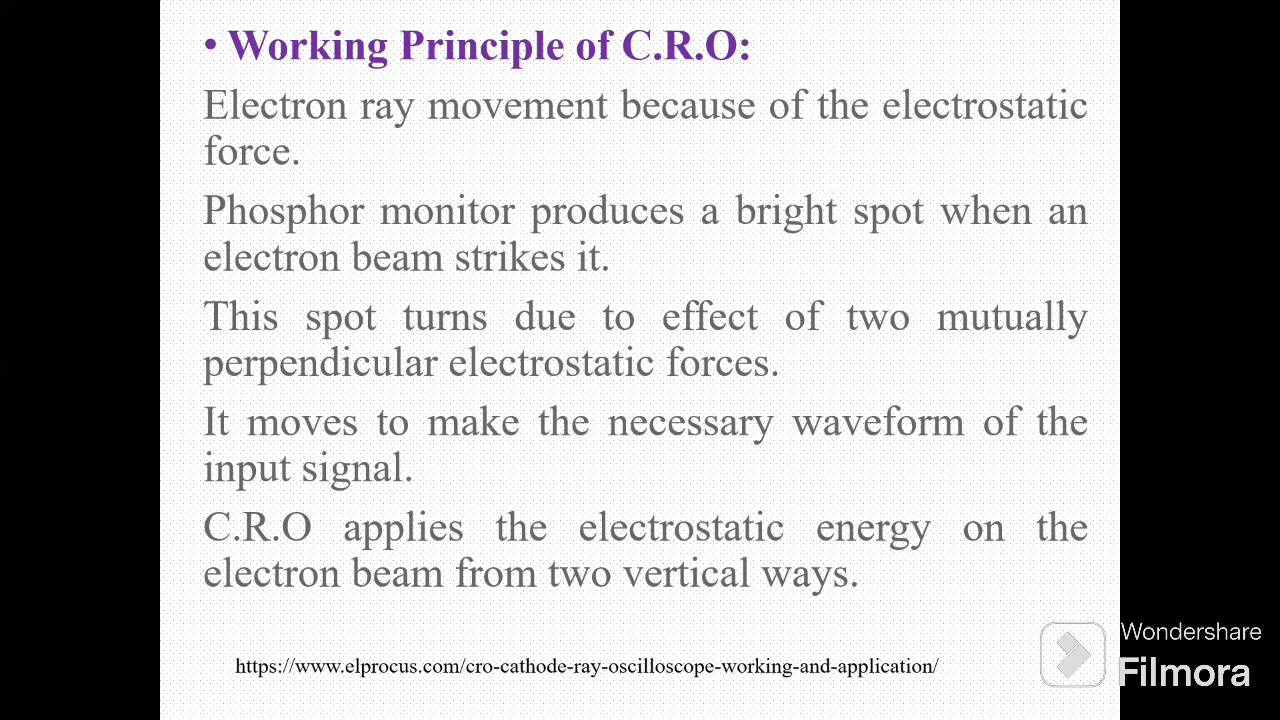 • Working Principle of C.R.O:
Electron ray movement because of the electrostatic
force.
Phosphor monitor produces a bright spot when an
electron beam strikes it.
This spot turns due to effect of two mutually
perpendicular electrostatic forces.
It moves to make the necessary waveform of the
input signal.
C.R.O applies the electrostatic energy on the
electron beam from two vertical ways.
https://www.elprocus.com/cro-cathode-ray-oscilloscope-working-and-application/
Wondershare
Filmora